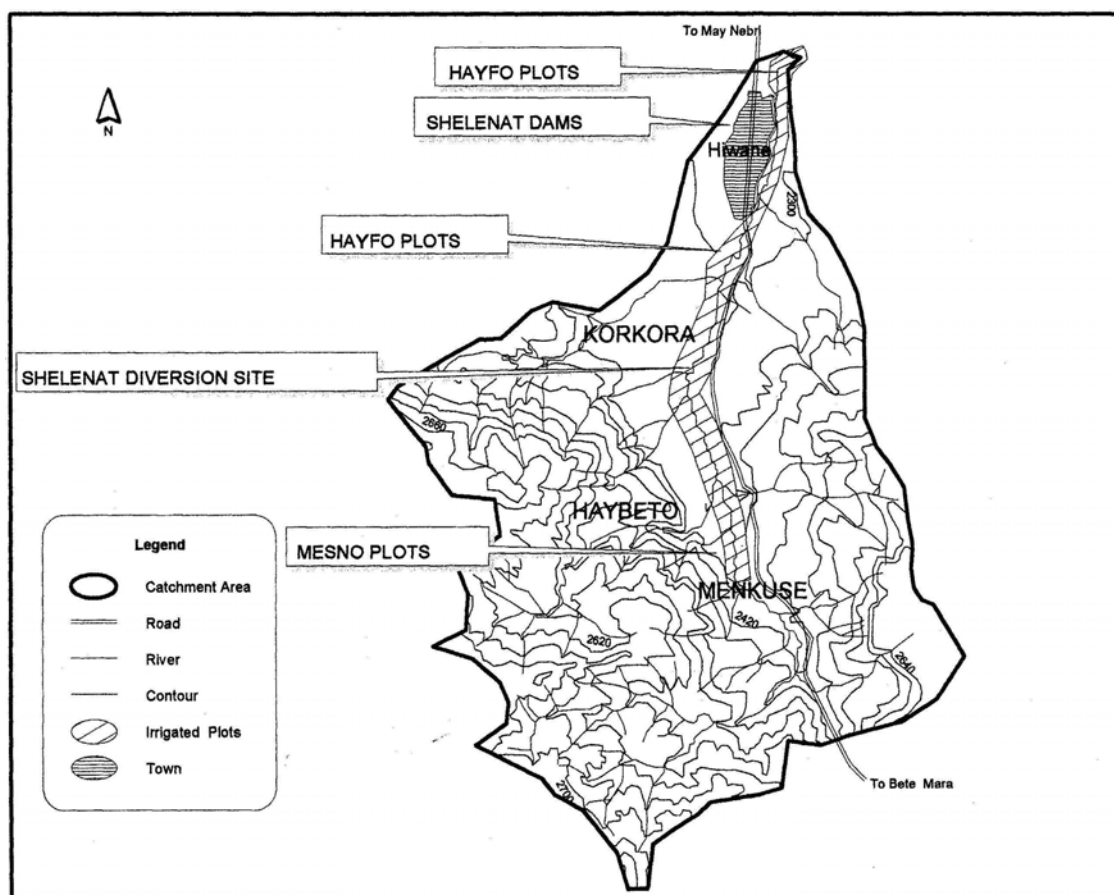 To May Nebri
HAYFO PLOTS
N
SHELENAT DAMS
Hiwane
2300
HAYFO PLOTS
KORKORA
SHELENAT DIVERSION SITE
2660
HAYBETO
MESNO PLOTS
MENKUSE
2420
2620
2640
2700
To Bete Mara
Legend
Catchment Area
Road
River
Contour
Irrigated Plots
Town